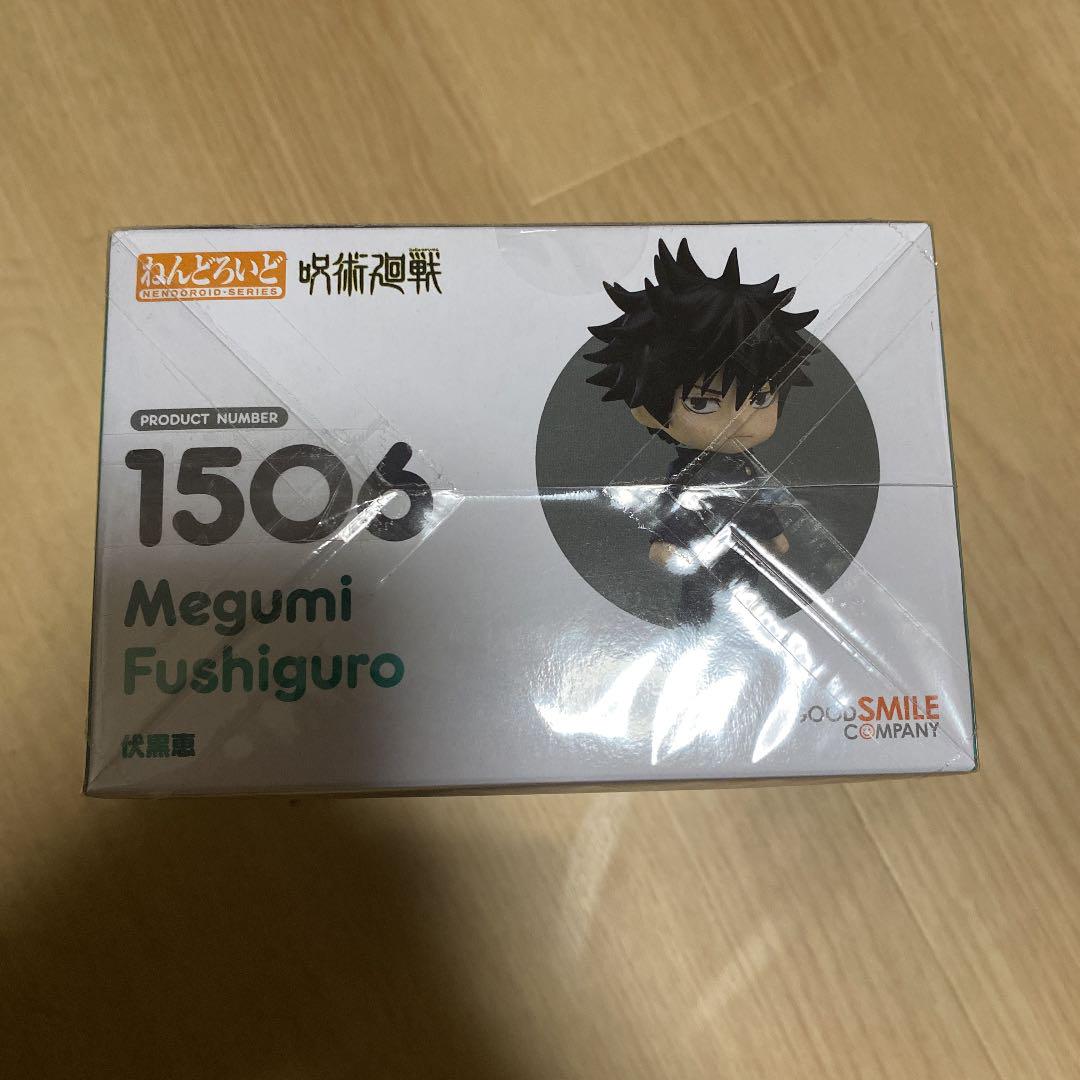 ねんどろいど
NENDOROID・SERIES
呪術廻戦
PRODUCT NUMBER
1506
Megumi
Fushiguro
伏黒恵
GOOD SMILE
COMPANY